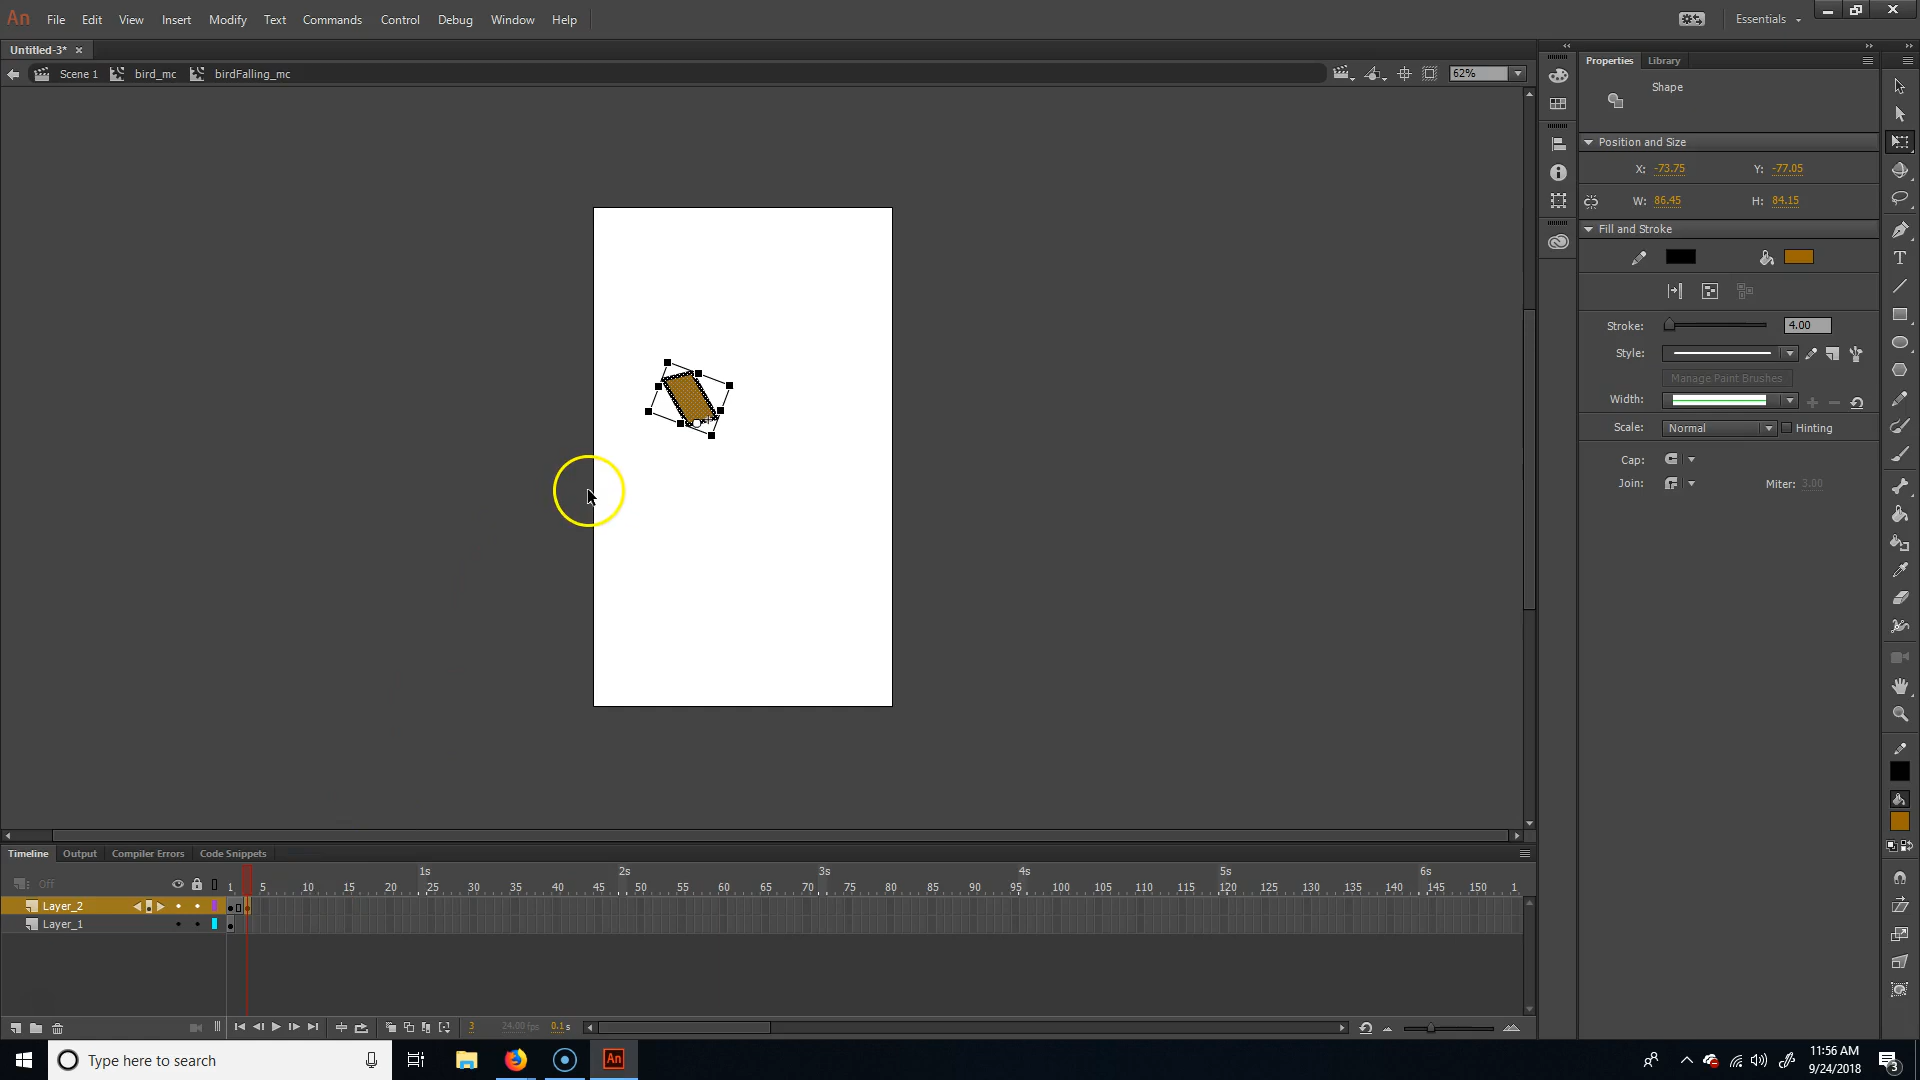 An File Edit View Insert Modify Text Commands Control Debug Window Help Essentials
Untitled-3* ×
Scene 1 bird_mc birdFalling_mc 62%
Properties Library
Shape
Position and Size
X: -73.75 Y: -77.05
W: 86.45 H: 84.15
Fill and Stroke
Stroke: 4.00
Style:
Manage Paint Brushes
Width:
Scale: Normal Hinting
Cap:
Join: Miter: 3.00
Timeline Output Compiler Errors Code Snippets
1s 2s 3s 4s 5s 6s
Off 1 5 10 15 20 25 30 35 40 45 50 55 60 65 70 75 80 85 90 95 100 105 110 115 120 125 130 135 140 145 150 1
Layer_2
Layer_1
3 24.00 fps 0.1 s
Type here to search An 11:56 AM
9/24/2018 3